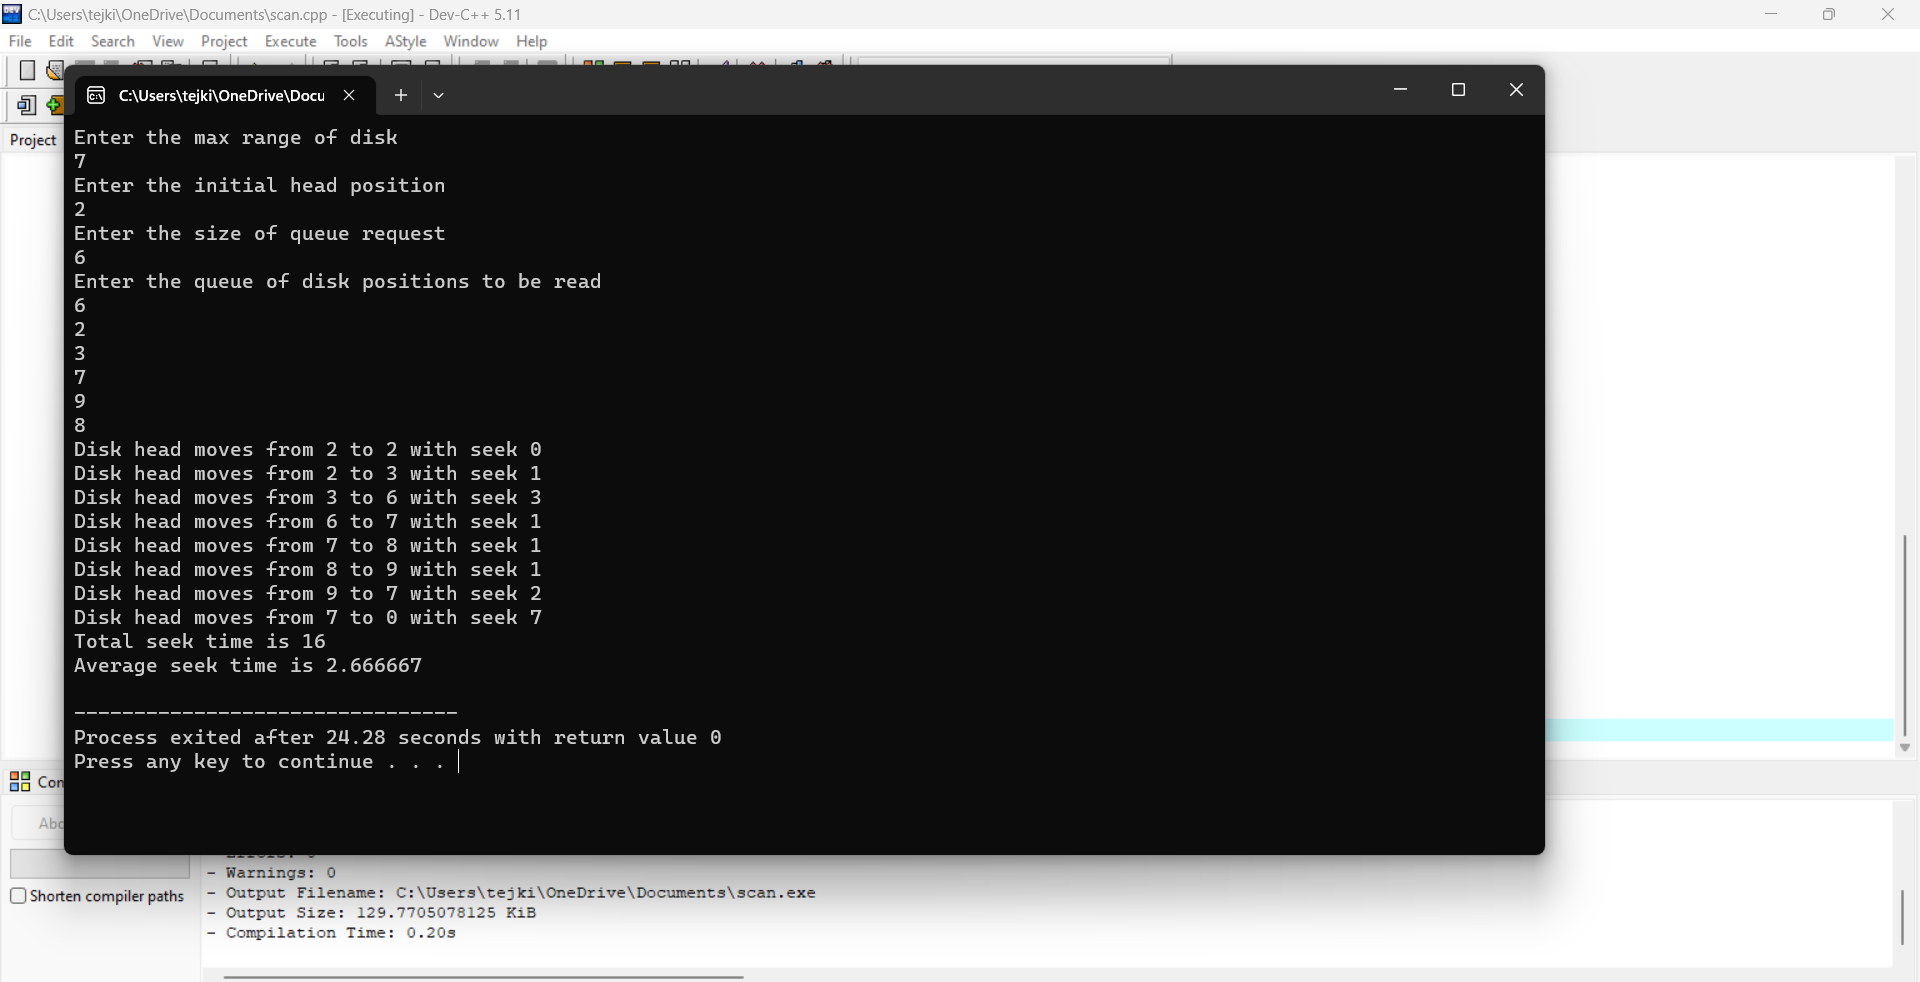 C:\Users\tejki\OneDrive\Documents\scan.cpp - [Executing] - Dev-C++ 5.11
File Edit Search View Project Execute Tools AStyle Window Help
C:\Users\tejki\OneDrive\Docu
Project
Enter the max range of disk
7
Enter the initial head position
2
Enter the size of queue request
6
Enter the queue of disk positions to be read
6
2
3
7
9
8
Disk head moves from 2 to 2 with seek 0
Disk head moves from 2 to 3 with seek 1
Disk head moves from 3 to 6 with seek 3
Disk head moves from 6 to 7 with seek 1
Disk head moves from 7 to 8 with seek 1
Disk head moves from 8 to 9 with seek 1
Disk head moves from 9 to 7 with seek 2
Disk head moves from 7 to 0 with seek 7
Total seek time is 16
Average seek time is 2.666667
--------------------------------
Process exited after 24.28 seconds with return value 0
Press any key to continue . . .
Con
Abo
Shorten compiler paths
- Warnings: 0
- Output Filename: C:\Users\tejki\OneDrive\Documents\scan.exe
- Output Size: 129.7705078125 KiB
- Compilation Time: 0.20s